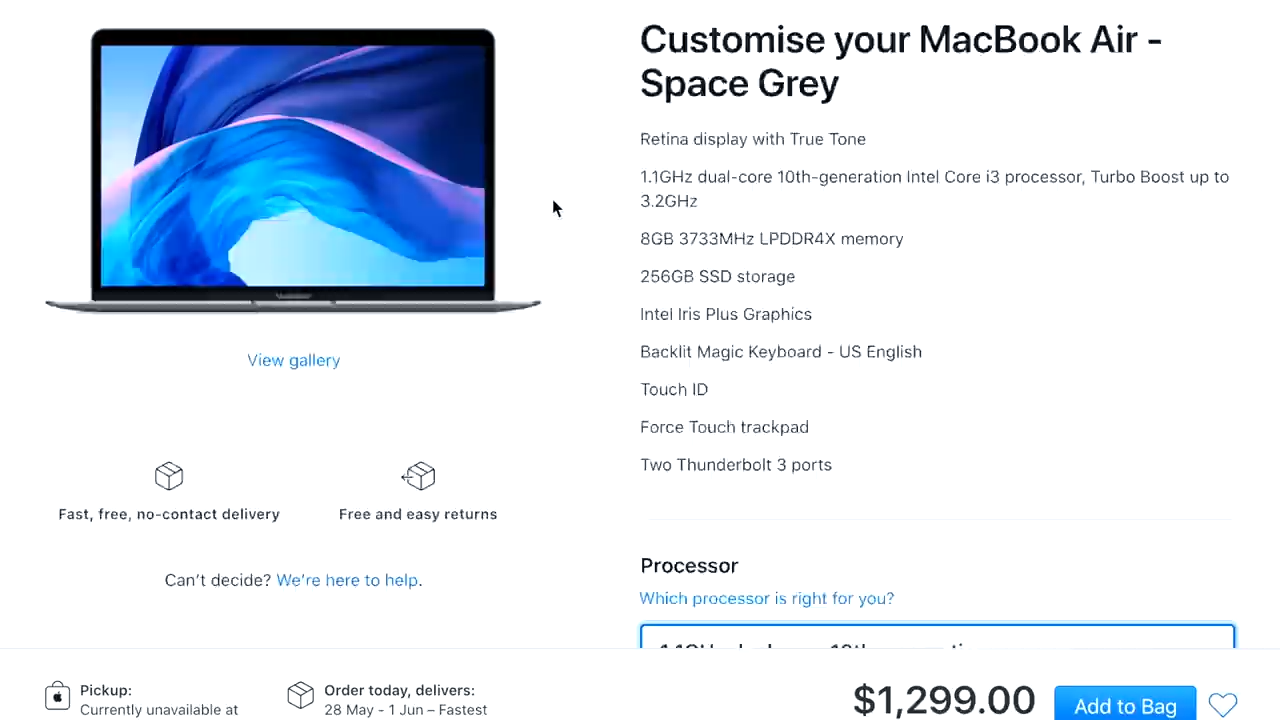 Customise your MacBook Air -
Space Grey
Retina display with True Tone
1.1GHz dual-core 10th-generation Intel Core i3 processor, Turbo Boost up to
3.2GHz
8GB 3733MHz LPDDR4X memory
256GB SSD storage
Intel Iris Plus Graphics
Backlit Magic Keyboard - US English
Touch ID
Force Touch trackpad
Two Thunderbolt 3 ports
View gallery
Fast, free, no-contact delivery
Free and easy returns
Can't decide? We're here to help.
Processor
Which processor is right for you?
Pickup:
Currently unavailable at
Order today, delivers:
28 May - 1 Jun – Fastest
$1,299.00
Add to Bag